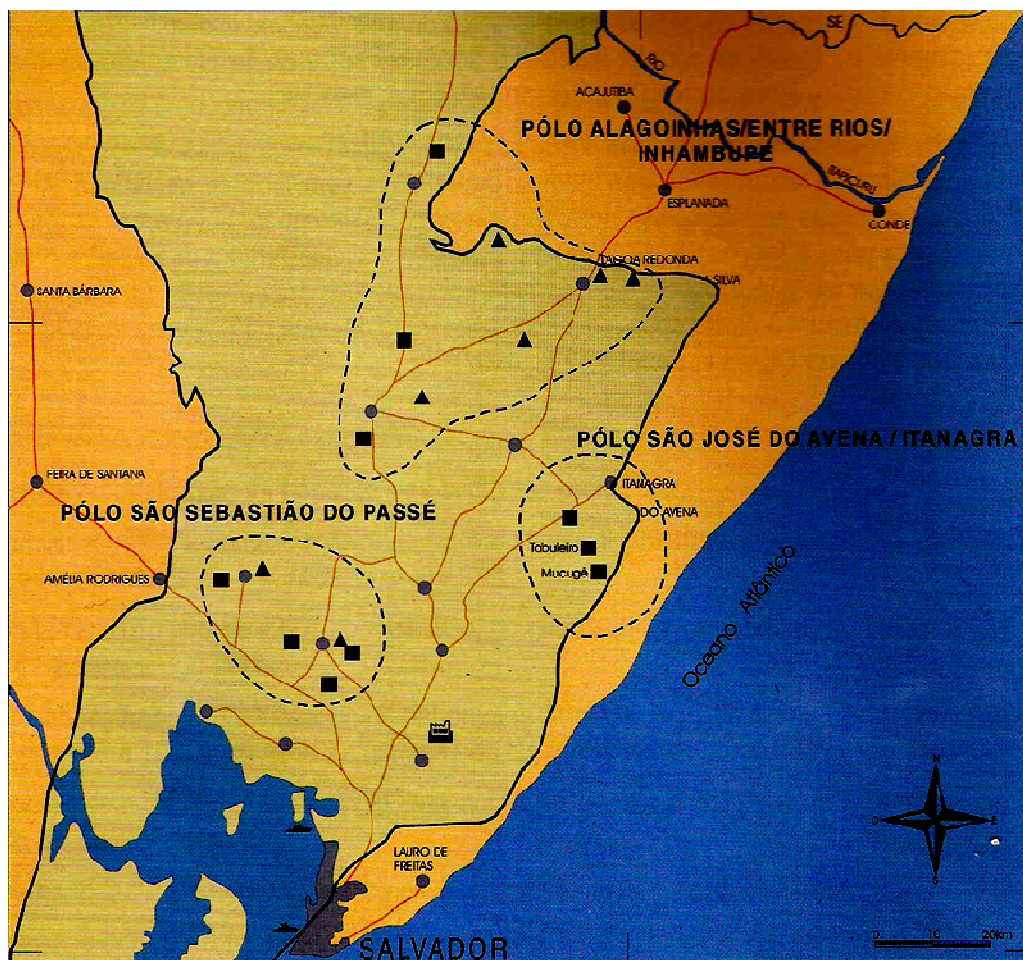 SE
RIO
ACAJUTIBA
PÓLO ALAGOINHAS/ENTRE RIOS/
INHAMBUPE
ITAPICURU
ESPLANADA
CONDE
LAGOA REDONDA
SANTA BÁRBARA
A SILVA
PÓLO SÃO JOSÉ DO AVENA / ITANAGRA
FEIRA DE SANTANA
ITANAGRA
PÓLO SÃO SEBASTIÃO DO PASSÉ
DO AVENA
Tabuleiro
Mucugê
AMÉLIA RODRIGUES
Oceano Atlântico
N
O
E
S
LAURO DE
FREITAS
0 10 20km
SALVADOR